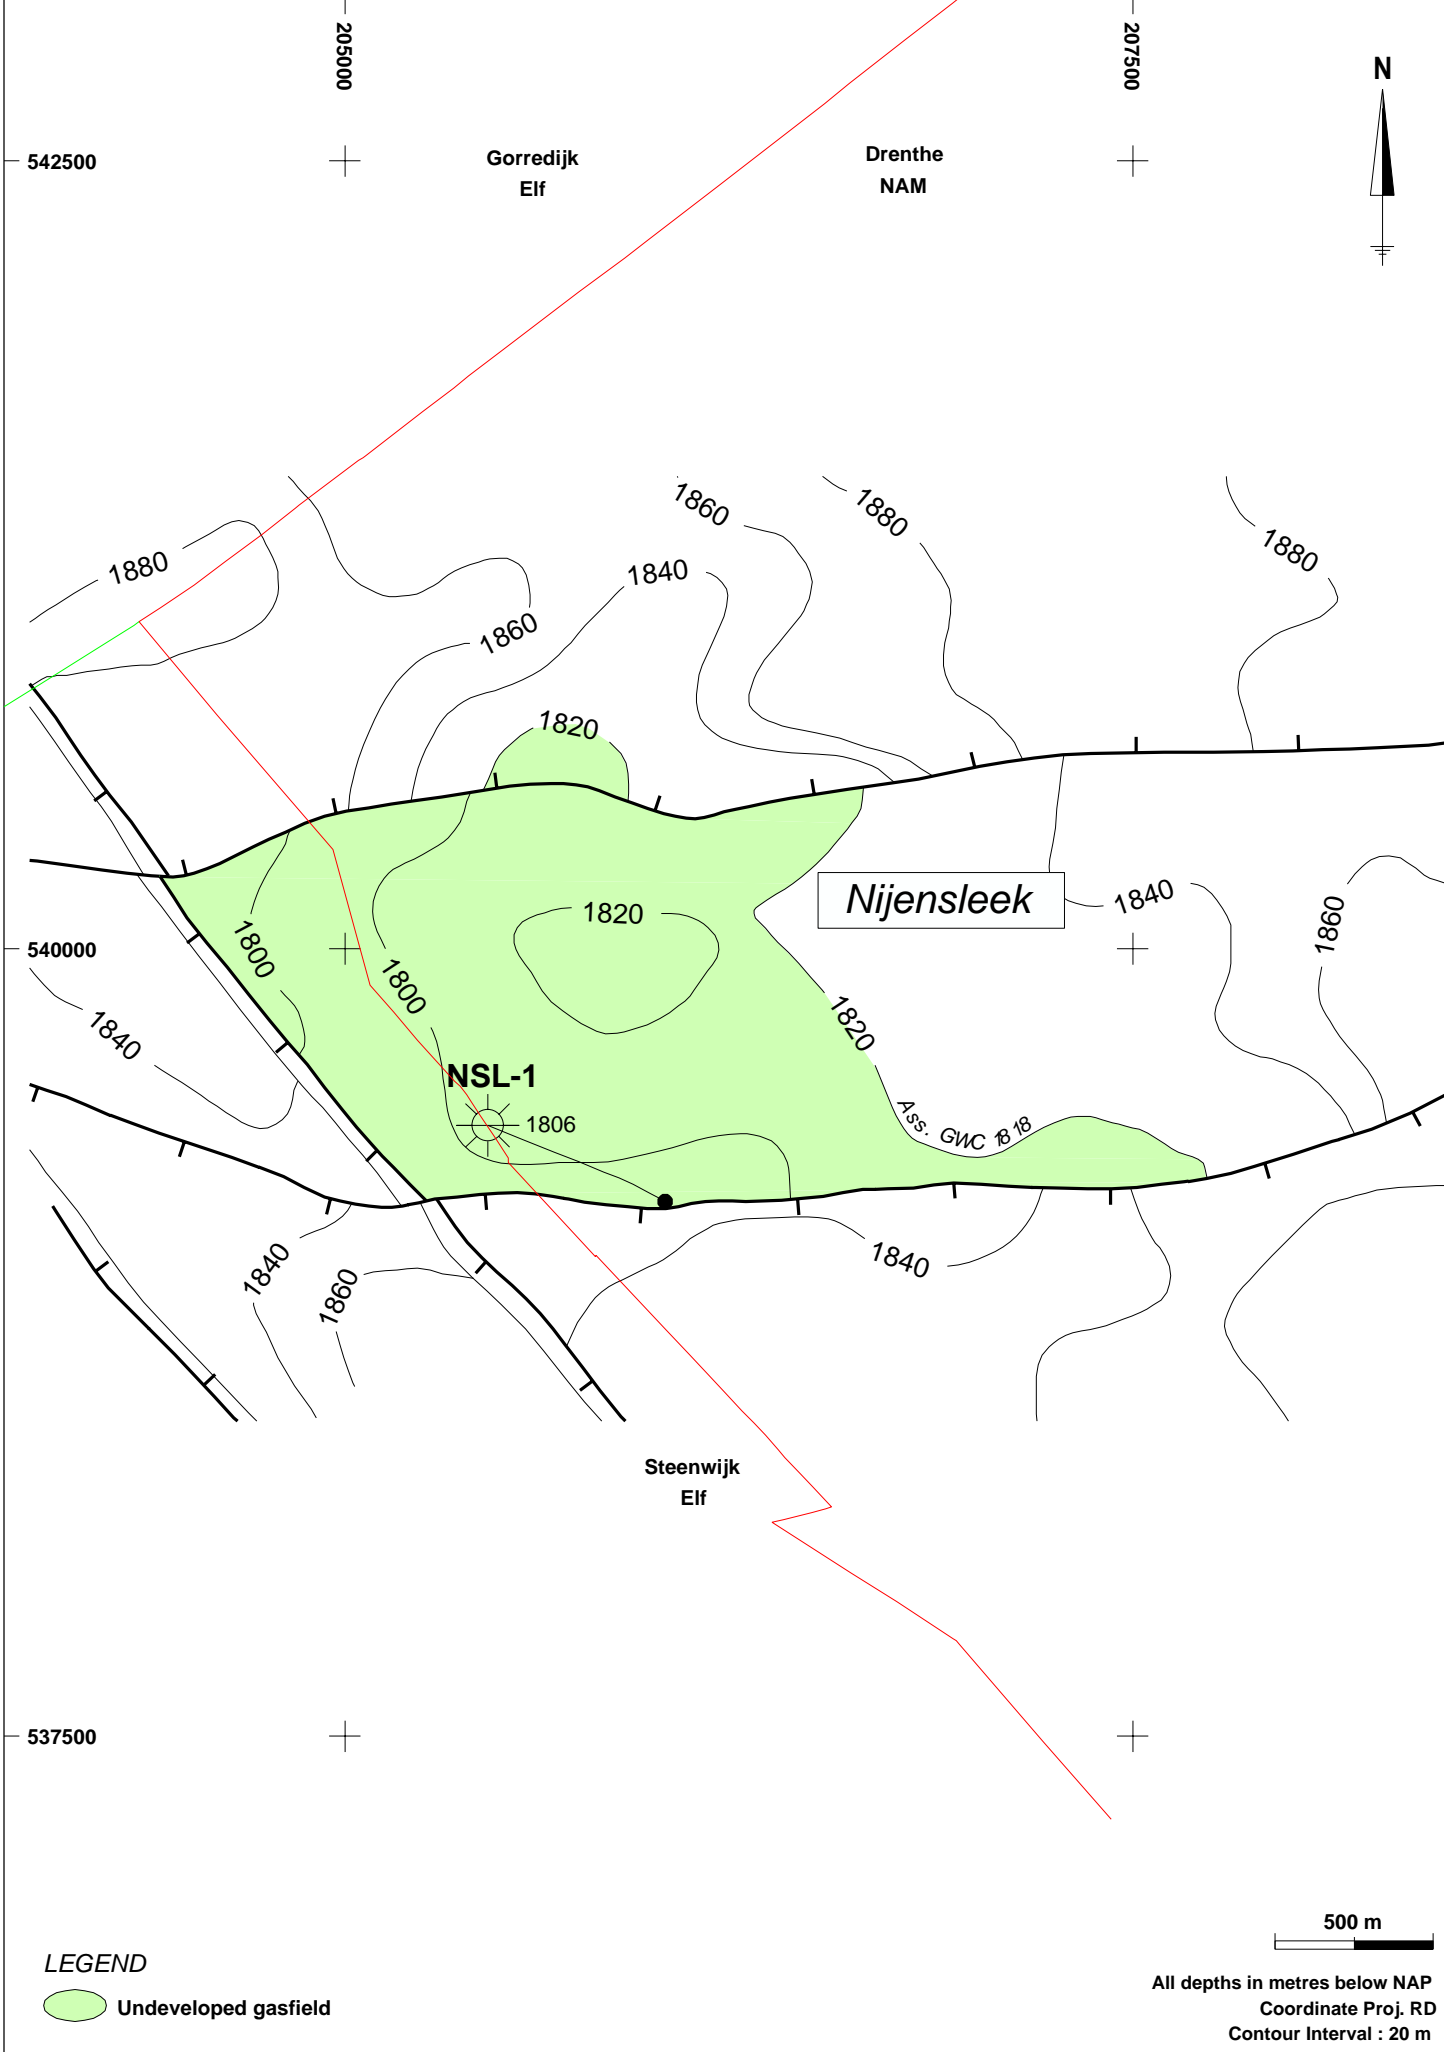 205000
207500
N
542500
Gorredijk
Elf
Drenthe
NAM
1860
1880
1880
1880
1840
1860
1820
Nijensleek
1820
1840
1860
540000
1800
1800
1820
1840
NSL-1
1806
Ass. GWC 1818
1840
1840
1860
Steenwijk
Elf
537500
500 m
LEGEND
Undeveloped gasfield
All depths in metres below NAP
Coordinate Proj. RD
Contour Interval : 20 m